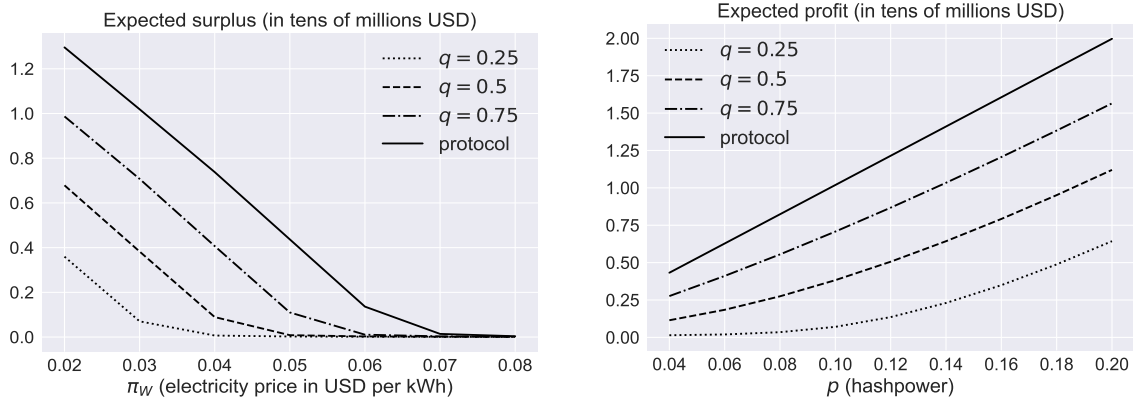 Expected surplus (in tens of millions USD)
1.2
1.0
0.8
0.6
0.4
0.2
0.0
q = 0.25
q = 0.5
q = 0.75
protocol
0.02 0.03 0.04 0.05 0.06 0.07 0.08
π_W (electricity price in USD per kWh)
Expected profit (in tens of millions USD)
2.00
1.75
1.50
1.25
1.00
0.75
0.50
0.25
0.00
q = 0.25
q = 0.5
q = 0.75
protocol
0.04 0.06 0.08 0.10 0.12 0.14 0.16 0.18 0.20
p (hashpower)